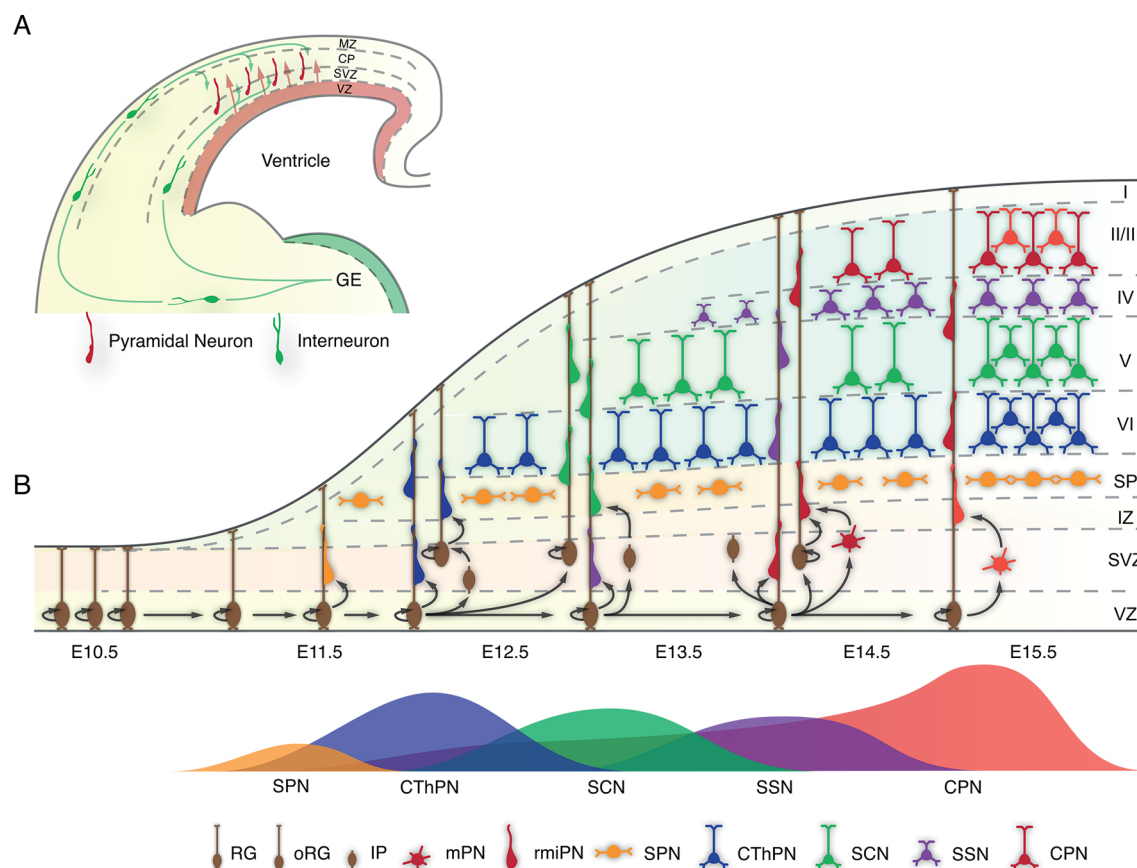 A
MZ
CP
SVZ
VZ
Ventricle
GE
Pyramidal Neuron
Interneuron
I
II/II
IV
V
VI
B
SP
IZ
SVZ
VZ
E10.5 E11.5 E12.5 E13.5 E14.5 E15.5
SPN CThPN SCN SSN CPN
RG oRG IP mPN rmiPN SPN CThPN SCN SSN CPN